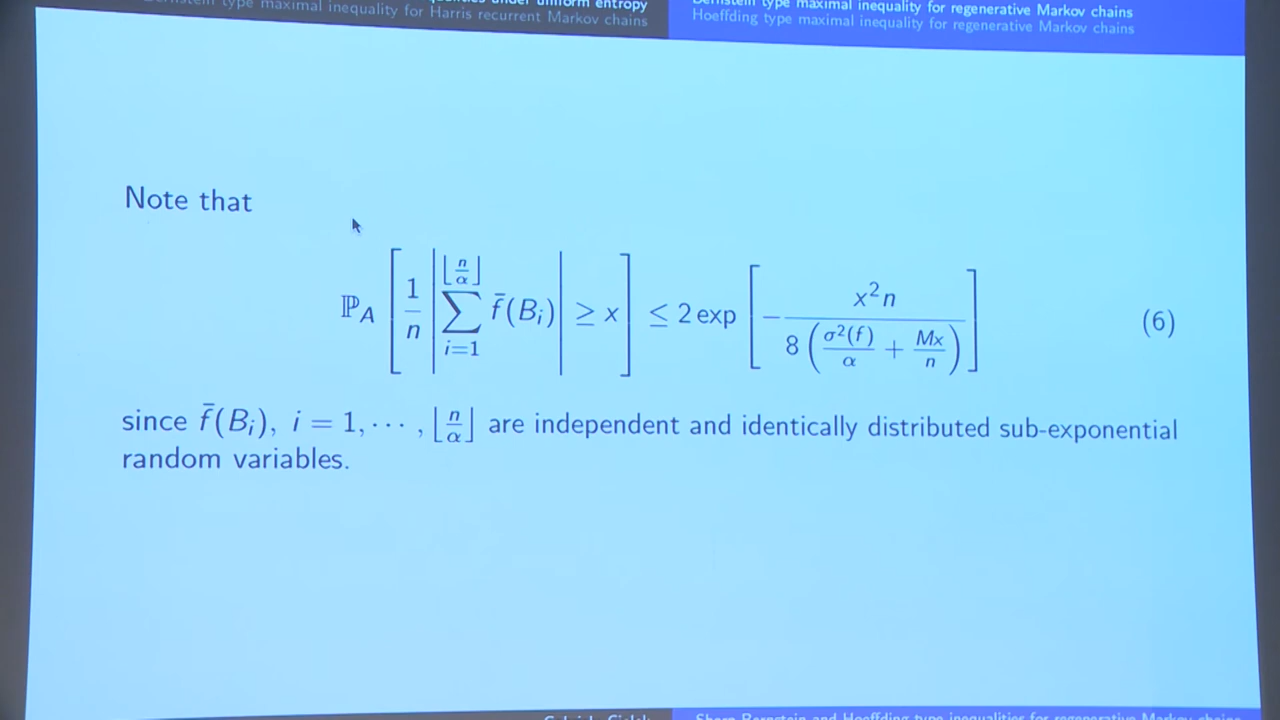 type maximal inequality for Harris recurrent Markov chains
uniform entropy
Bernstein type maximal inequality for regenerative Markov chains
Hoeffding type maximal inequality for regenerative Markov chains
Note that
ℙ_A [ 1/n | ∑_{i=1}^{⌊n/α⌋} f̄(B_i) | ≥ x ] ≤ 2 exp [ − x²n / 8 ( σ²(f)/α + Mx/n ) ] (6)
since f̄(B_i), i = 1, ⋯ , ⌊n/α⌋ are independent and identically distributed sub-exponential
random variables.
Bernstein and Hoeffding type inequalities for regenerative Markov chains